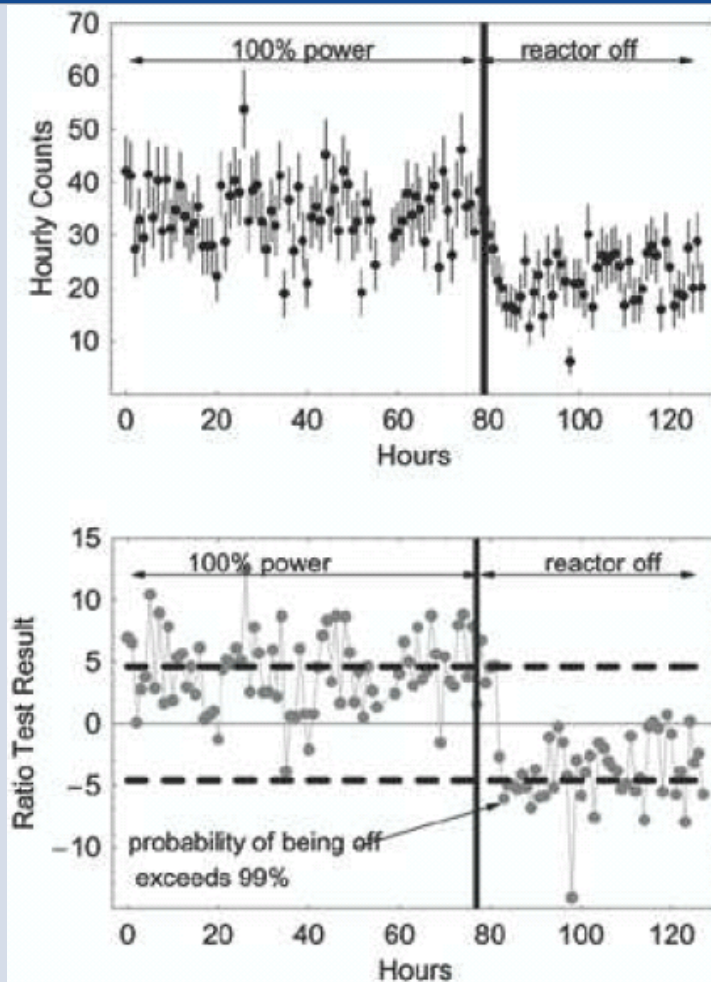 70
60
50
40
30
20
10
Hourly Counts
100% power
reactor off
0 20 40 60 80 100 120
Hours
15
10
5
0
−5
−10
Ratio Test Result
100% power
reactor off
probability of being off
exceeds 99%
0 20 40 60 80 100 120
Hours